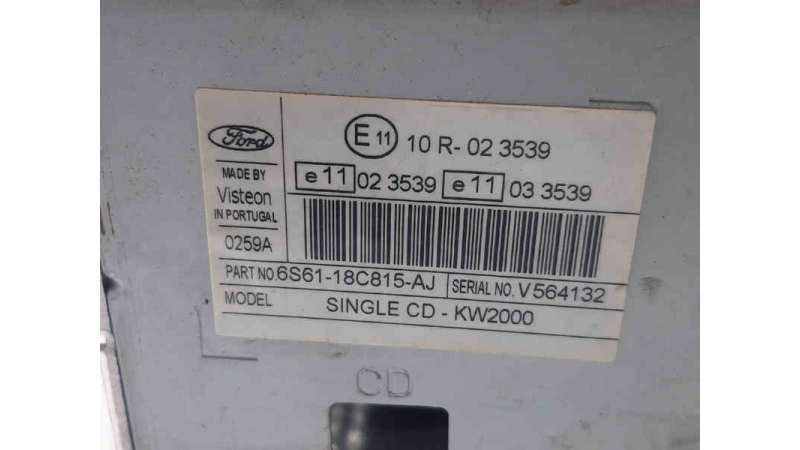 Ford
MADE BY
Visteon
IN PORTUGAL
0259A
E 11 10 R- 02 3539
e 11 02 3539 e 11 03 3539
PART NO. 6S61-18C815-AJ SERIAL NO. V564132
MODEL SINGLE CD - KW2000
CD